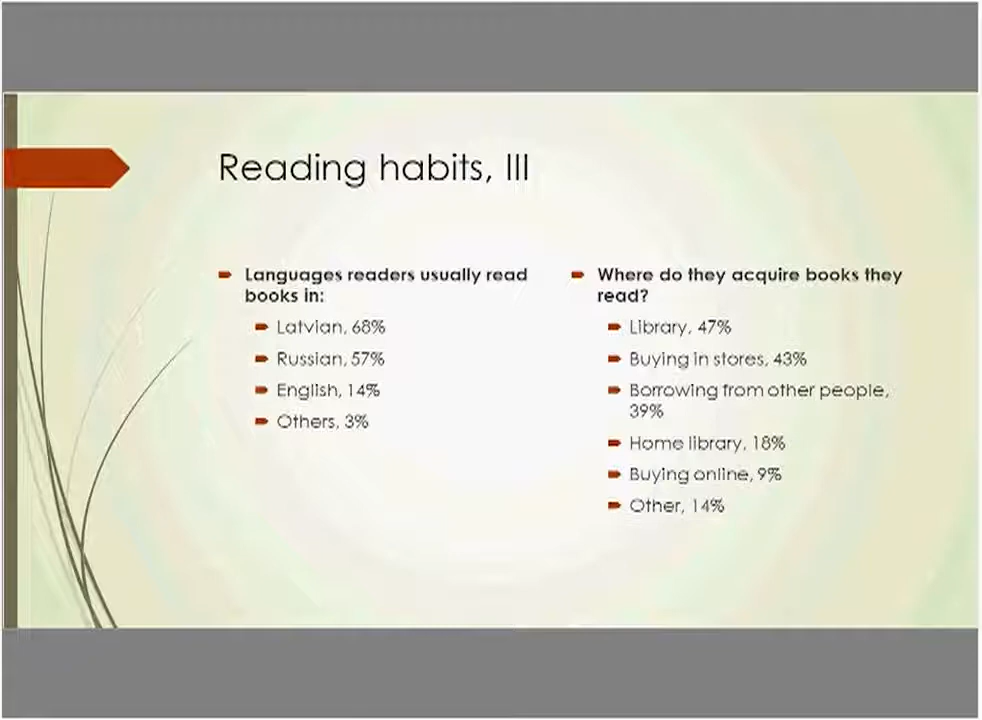 Reading habits, III
Languages readers usually read
books in:
Latvian, 68%
Russian, 57%
English, 14%
Others, 3%
Where do they acquire books they
read?
Library, 47%
Buying in stores, 43%
Borrowing from other people,
39%
Home library, 18%
Buying online, 9%
Other, 14%